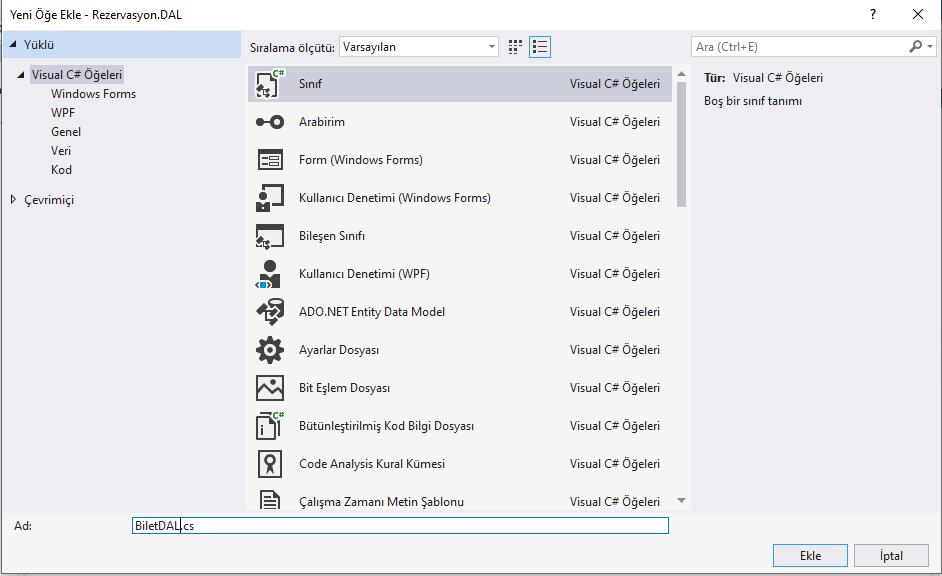 Yeni Öğe Ekle - Rezervasyon.DAL
?
Yüklü
Visual C# Öğeleri
Windows Forms
WPF
Genel
Veri
Kod
Çevrimiçi
Sıralama ölçütü: Varsayılan
Sınıf Visual C# Öğeleri
Arabirim Visual C# Öğeleri
Form (Windows Forms) Visual C# Öğeleri
Kullanıcı Denetimi (Windows Forms) Visual C# Öğeleri
Bileşen Sınıfı Visual C# Öğeleri
Kullanıcı Denetimi (WPF) Visual C# Öğeleri
ADO.NET Entity Data Model Visual C# Öğeleri
Ayarlar Dosyası Visual C# Öğeleri
Bit Eşlem Dosyası Visual C# Öğeleri
Bütünleştirilmiş Kod Bilgi Dosyası Visual C# Öğeleri
Code Analysis Kural Kümesi Visual C# Öğeleri
Çalışma Zamanı Metin Şablonu Visual C# Öğeleri
Ara (Ctrl+E)
Tür: Visual C# Öğeleri
Boş bir sınıf tanımı
Ad: BiletDAL.cs
Ekle İptal